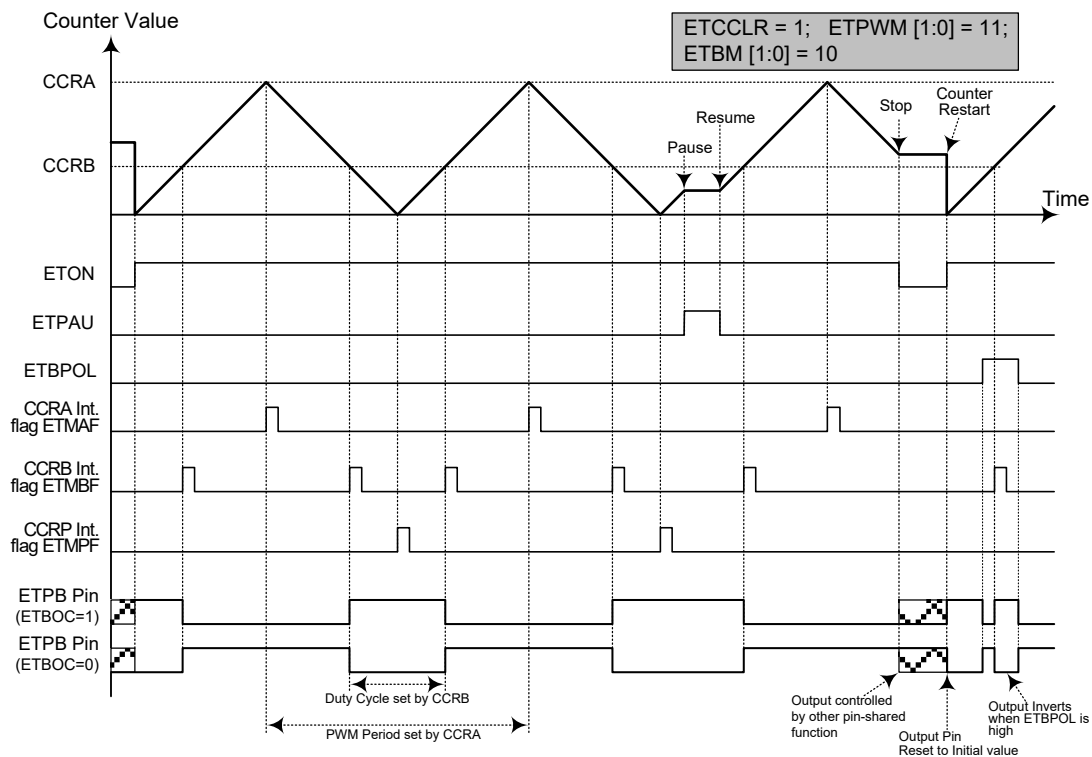 Counter Value
ETCCLR = 1; ETPWM [1:0] = 11;
ETBM [1:0] = 10
CCRA
CCRB
Pause
Resume
Stop
Counter
Restart
Time
ETON
ETPAU
ETBPOL
CCRA Int.
flag ETMAF
CCRB Int.
flag ETMBF
CCRP Int.
flag ETMPF
ETPB Pin
(ETBOC=1)
ETPB Pin
(ETBOC=0)
Duty Cycle set by CCRB
PWM Period set by CCRA
Output controlled
by other pin-shared
function
Output Pin
Reset to Initial value
Output Inverts
when ETBPOL is
high